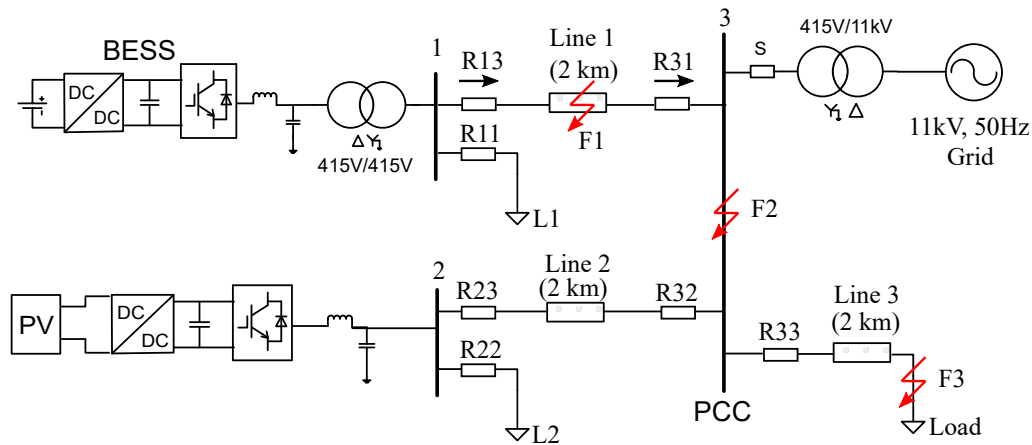 BESS
DC
DC
415V/415V
Δ
1
R13
Line 1
(2 km)
F1
R31
R11
L1
3
S
415V/11kV
Δ
11kV, 50Hz
Grid
F2
PV
DC
DC
2
R23
Line 2
(2 km)
R32
R22
L2
Line 3
(2 km)
R33
F3
PCC
Load